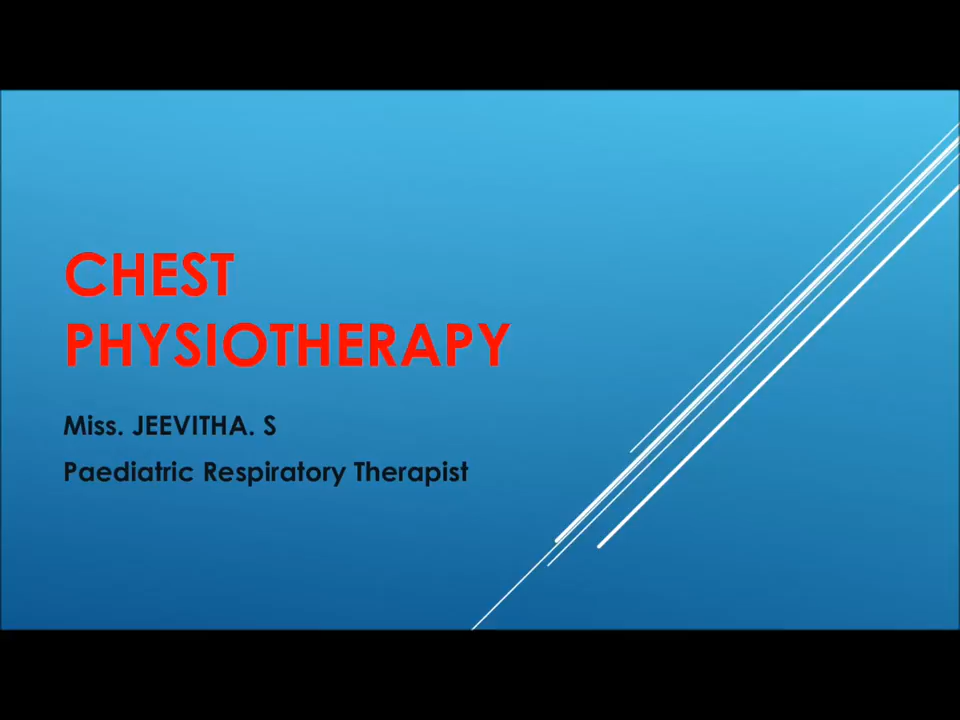 CHEST
PHYSIOTHERAPY
Miss. JEEVITHA. S
Paediatric Respiratory Therapist